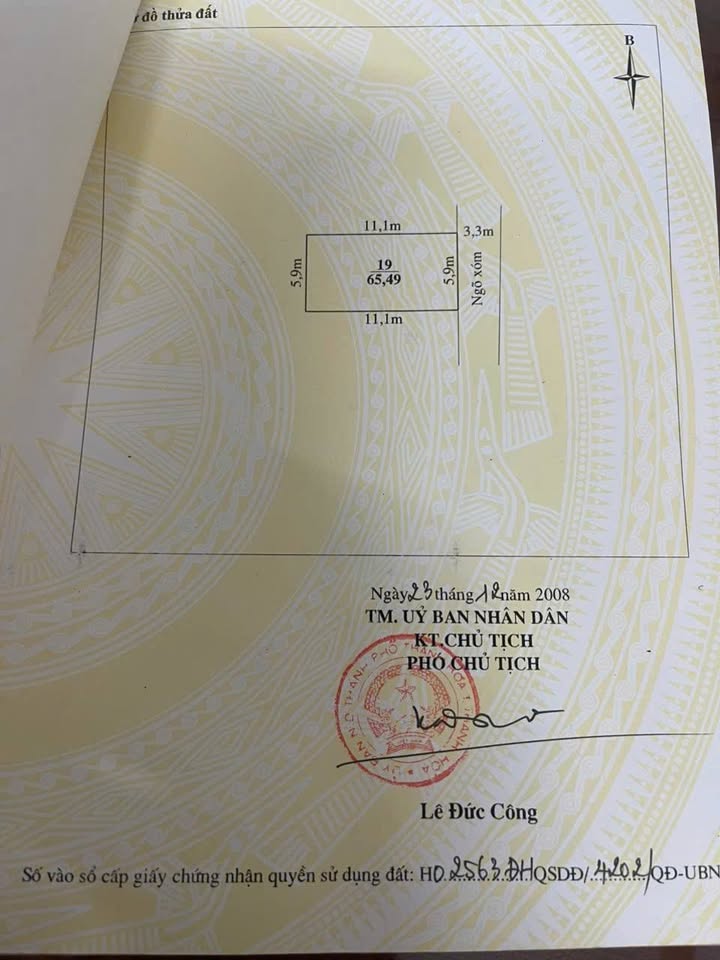 đồ thửa đất
B
11,1m
3,3m
5,9m
19
65,49
5,9m
Ngõ xóm
11,1m
Ngày 23 tháng 12 năm 2008
TM. UỶ BAN NHÂN DÂN
KT.CHỦ TỊCH
PHÓ CHỦ TỊCH
Lê Đức Công
Số vào sổ cấp giấy chứng nhận quyền sử dụng đất: H02563.ĐHQSDĐ/.4202/QĐ-UBN